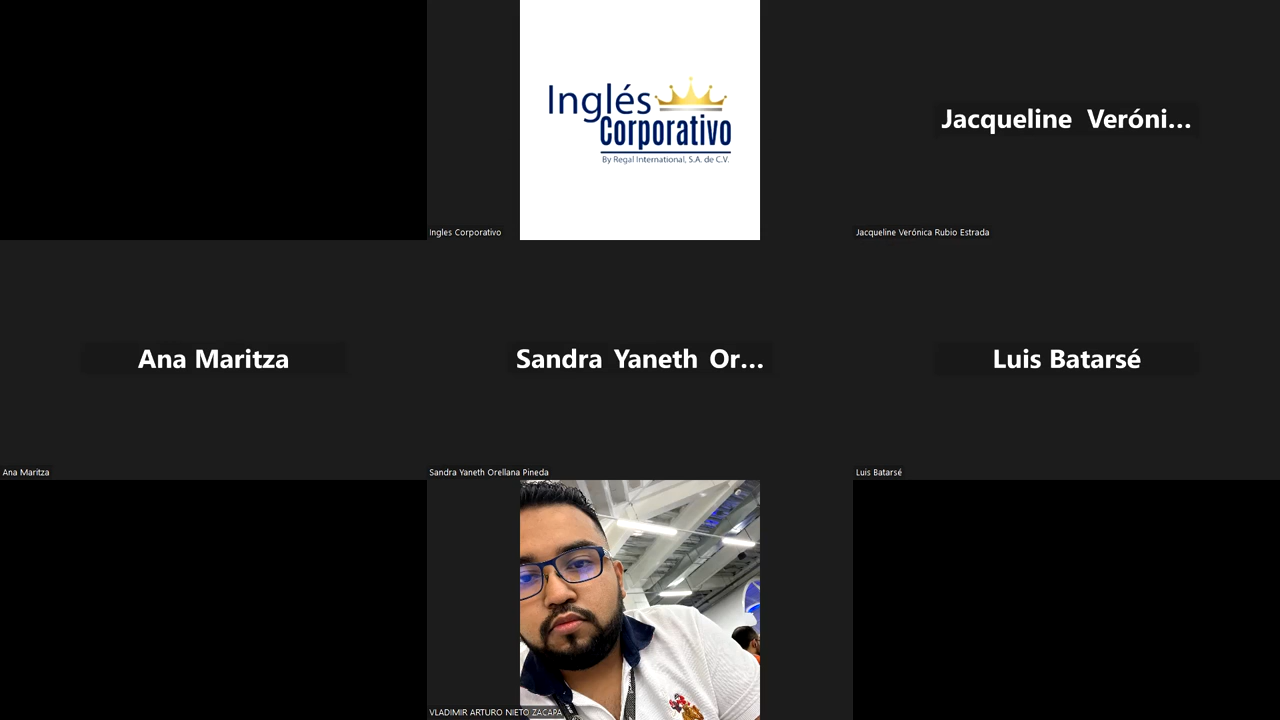 Inglés
Corporativo
By Regal International, S.A. de C.V.
Jacqueline Veróni...
Ingles Corporativo
Jacqueline Verónica Rubio Estrada
Ana Maritza
Sandra Yaneth Or...
Luis Batarsé
Ana Maritza
Sandra Yaneth Orellana Pineda
Luis Batarsé
VLADIMIR ARTURO NIETO ZACAPA